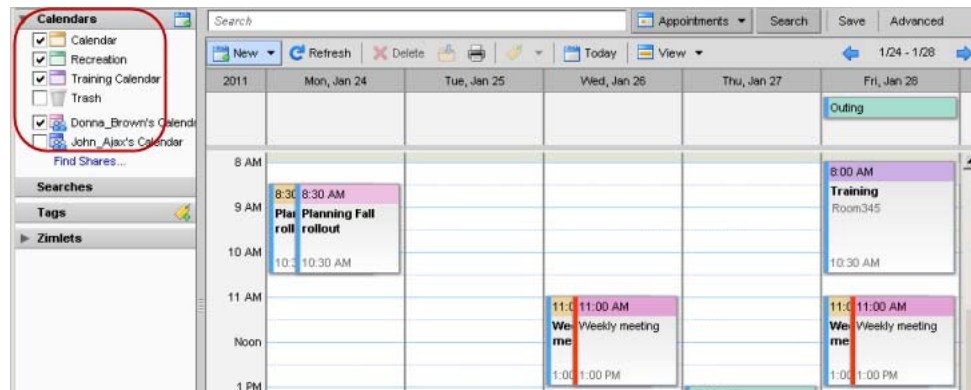 Calendars
Calendar
Recreation
Training Calendar
Trash
Donna_Brown's Calenda
John_Ajax's Calendar
Find Shares...
Searches
Tags
Zimlets
Search Appointments Search Save Advanced
New Refresh Delete Today View 1/24 - 1/28
2011 Mon, Jan 24 Tue, Jan 25 Wed, Jan 26 Thu, Jan 27 Fri, Jan 28
Outing
8 AM
9 AM
10 AM
11 AM
Noon
1 PM
8:30 8:30 AM
Plan Planning Fall
roll rollout
10:3 10:30 AM
11:0 11:00 AM
Wee Weekly meeting
me
1:00 1:00 PM
8:00 AM
Training
Room345
10:30 AM
11:0 11:00 AM
Wee Weekly meeting
me
1:00 1:00 PM